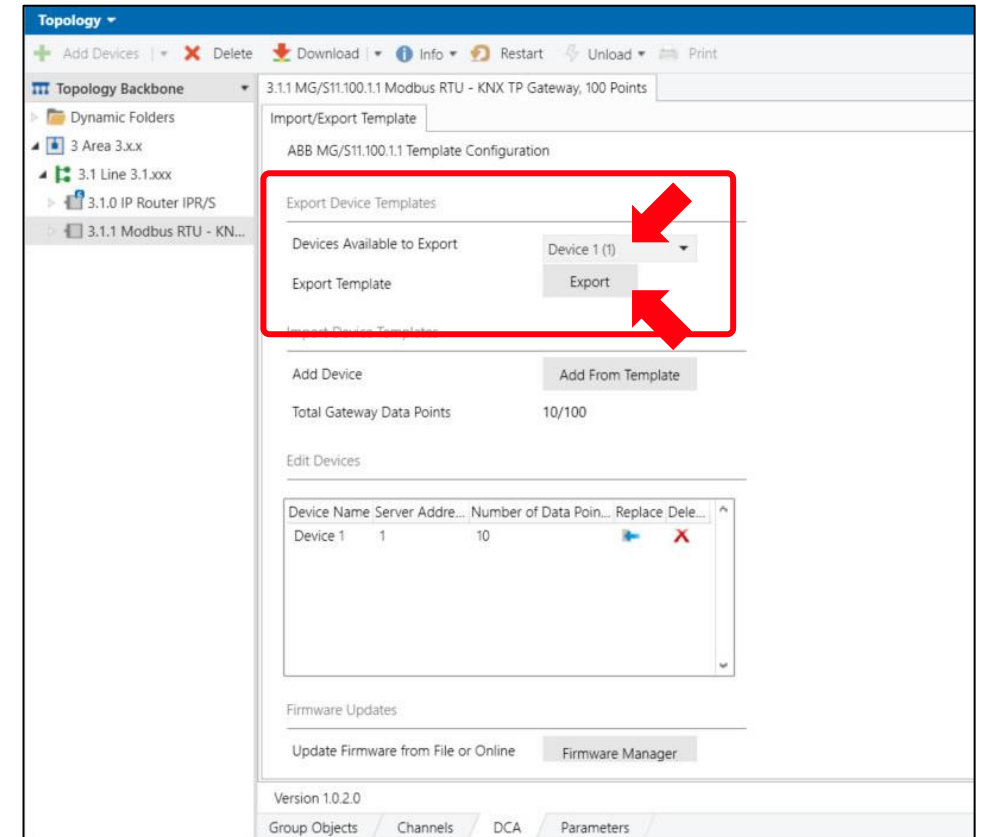 Topology
Add Devices Delete Download Info Restart Unload Print
Topology Backbone
Dynamic Folders
3 Area 3.x.x
3.1 Line 3.1.xxx
3.1.0 IP Router IPR/S
3.1.1 Modbus RTU - KN...
3.1.1 MG/S11.100.1.1 Modbus RTU - KNX TP Gateway, 100 Points
Import/Export Template
ABB MG/S11.100.1.1 Template Configuration
Export Device Templates
Devices Available to Export Device 1 (1)
Export Template Export
Import Device Templates
Add Device Add From Template
Total Gateway Data Points 10/100
Edit Devices
Device Name Server Addre... Number of Data Poin... Replace Dele...
Device 1 1 10
Firmware Updates
Update Firmware from File or Online Firmware Manager
Version 1.0.2.0
Group Objects Channels DCA Parameters